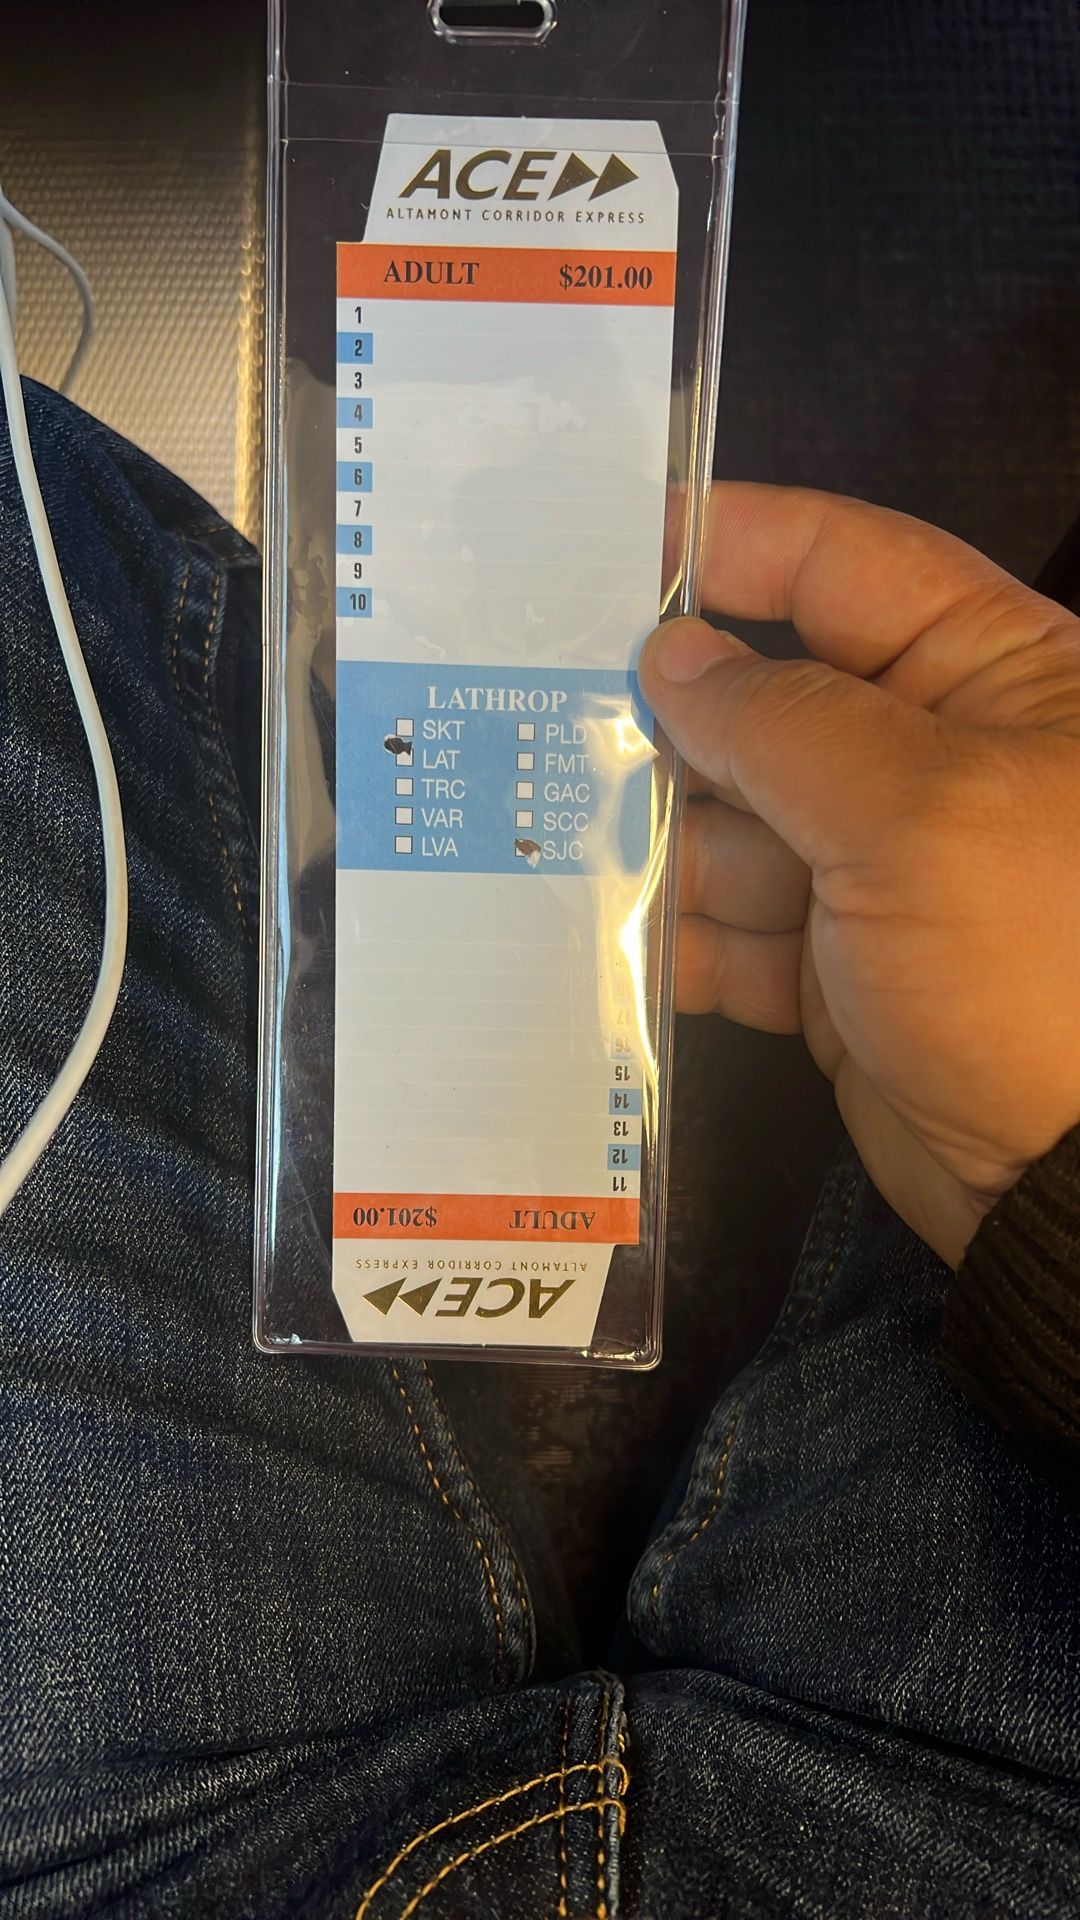 ACE
ALTAMONT CORRIDOR EXPRESS
ADULT $201.00
1
2
3
4
5
6
7
8
9
10
LATHROP
SKT PLD
LAT FMT
TRC GAC
VAR SCC
LVA SJC
17
16
15
14
13
12
11
ADULT $201.00
ALTAMONT CORRIDOR EXPRESS
ACE